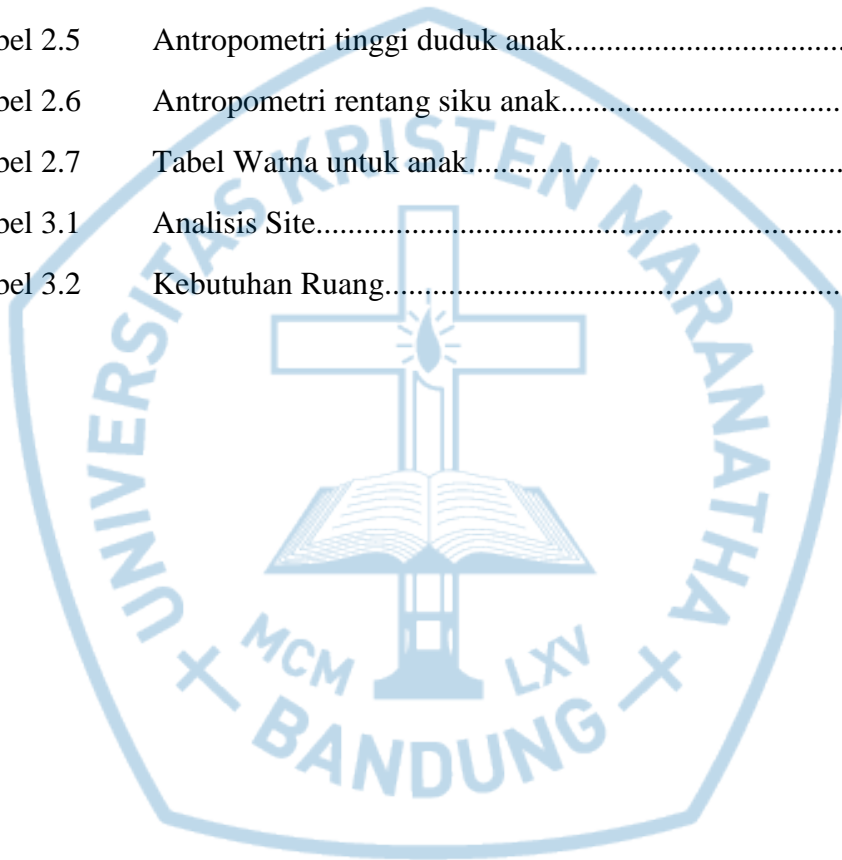 bel 2.5 Antropometri tinggi duduk anak...................................
bel 2.6 Antropometri rentang siku anak...................................
bel 2.7 Tabel Warna untuk anak...............................................
bel 3.1 Analisis Site..................................................................
bel 3.2 Kebutuhan Ruang.........................................................
UNIVERSITAS KRISTEN MARANATHA
MCM LXV
BANDUNG